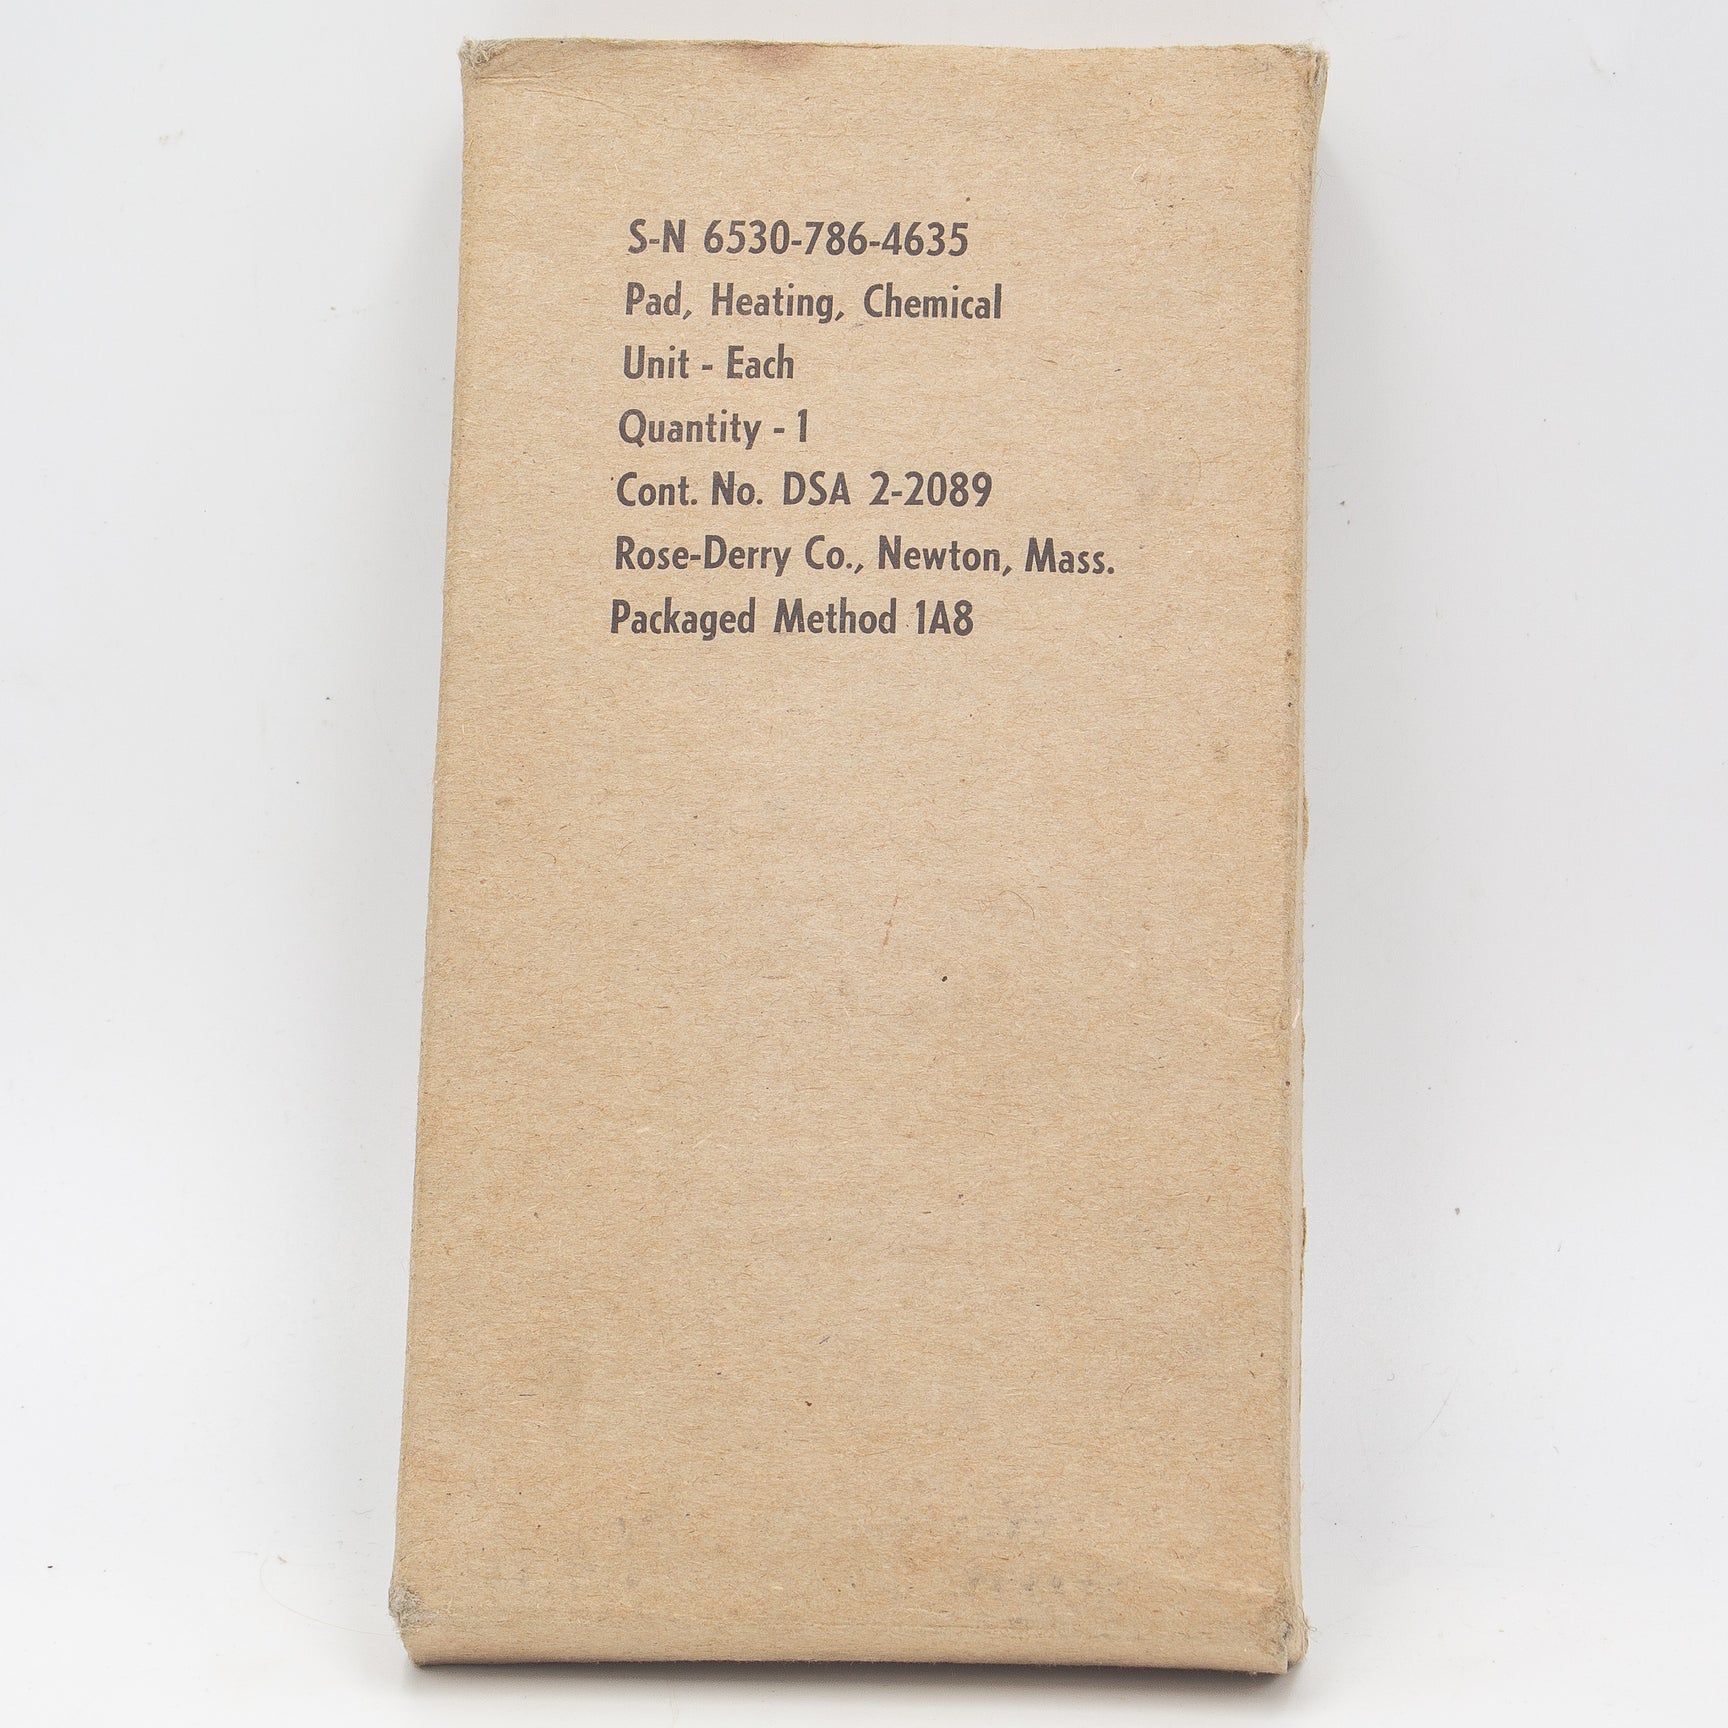 S-N 6530-786-4635
Pad, Heating, Chemical
Unit - Each
Quantity - 1
Cont. No. DSA 2-2089
Rose-Derry Co., Newton, Mass.
Packaged Method 1A8